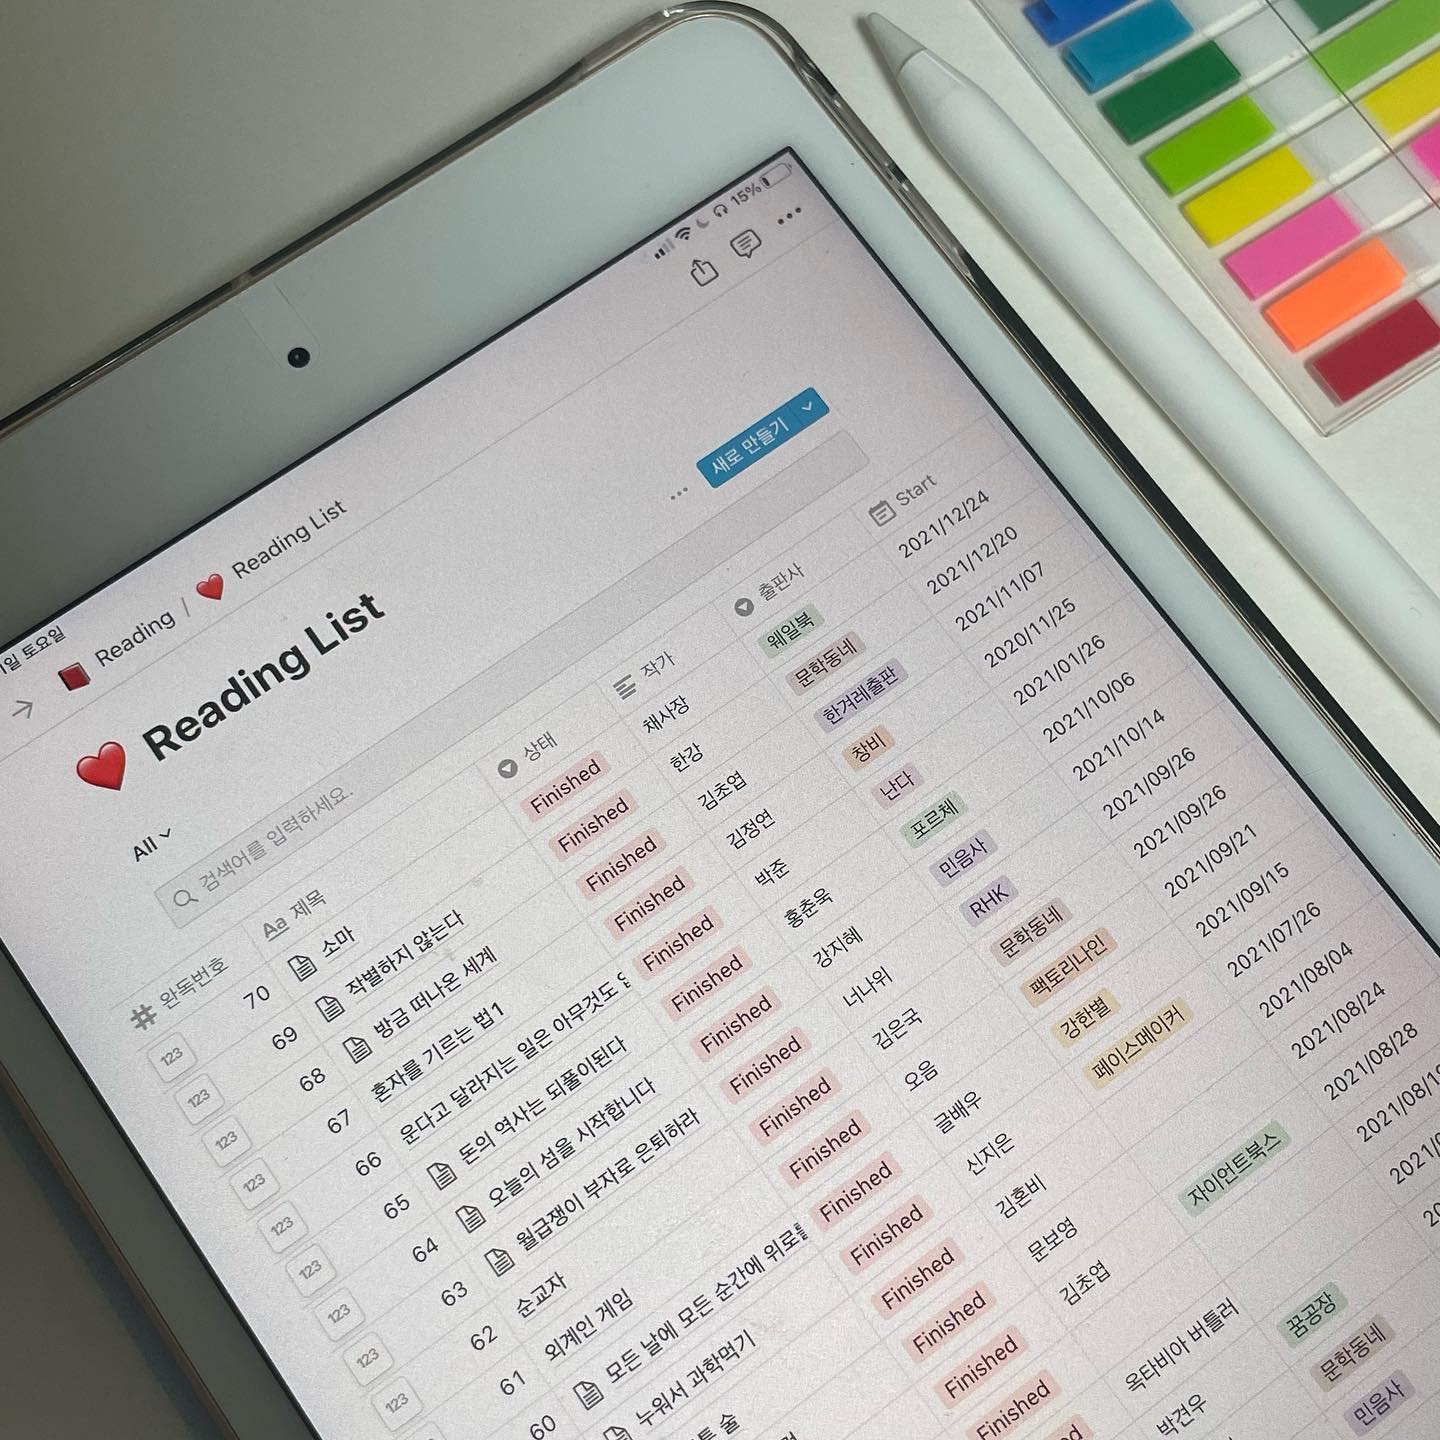 1일 토요일
15%
Reading / ❤️ Reading List
❤️ Reading List
새로 만들기
All
검색어를 입력하세요.
완독번호 Aa 제목 상태 작가 출판사 Start
123 70 소마 Finished 채사장 웨일북 2021/12/24
123 69 작별하지 않는다 Finished 한강 문학동네 2021/12/20
123 68 방금 떠나온 세계 Finished 김초엽 한겨레출판 2021/11/07
123 67 혼자를 기르는 법 1 Finished 김정연 창비 2020/11/25
123 66 운다고 달라지는 일은 아무것도 Finished 박준 난다 2021/01/26
123 65 돈의 역사는 되풀이된다 Finished 홍춘욱 포르체 2021/10/06
123 64 오늘의 섬을 시작합니다 Finished 강지혜 민음사 2021/10/14
123 63 월급쟁이 부자로 은퇴하라 Finished 너나위 RHK 2021/09/26
123 62 순교자 Finished 김은국 문학동네 2021/09/26
61 외계인 게임 Finished 오음 팩토리나인 2021/09/21
60 모든 날에 모든 순간에 위로를 Finished 글배우 강한별 2021/09/15
누워서 과학먹기 Finished 신지은 페이스메이커 2021/07/26
술 Finished 김혼비 2021/08/04
Finished 문보영 2021/08/24
Finished 김초엽 자이언트북스 2021/08/28
Finished 옥타비아 버틀러 2021/08/1
박견우 꿈공장 2021/
문학동네
민음사